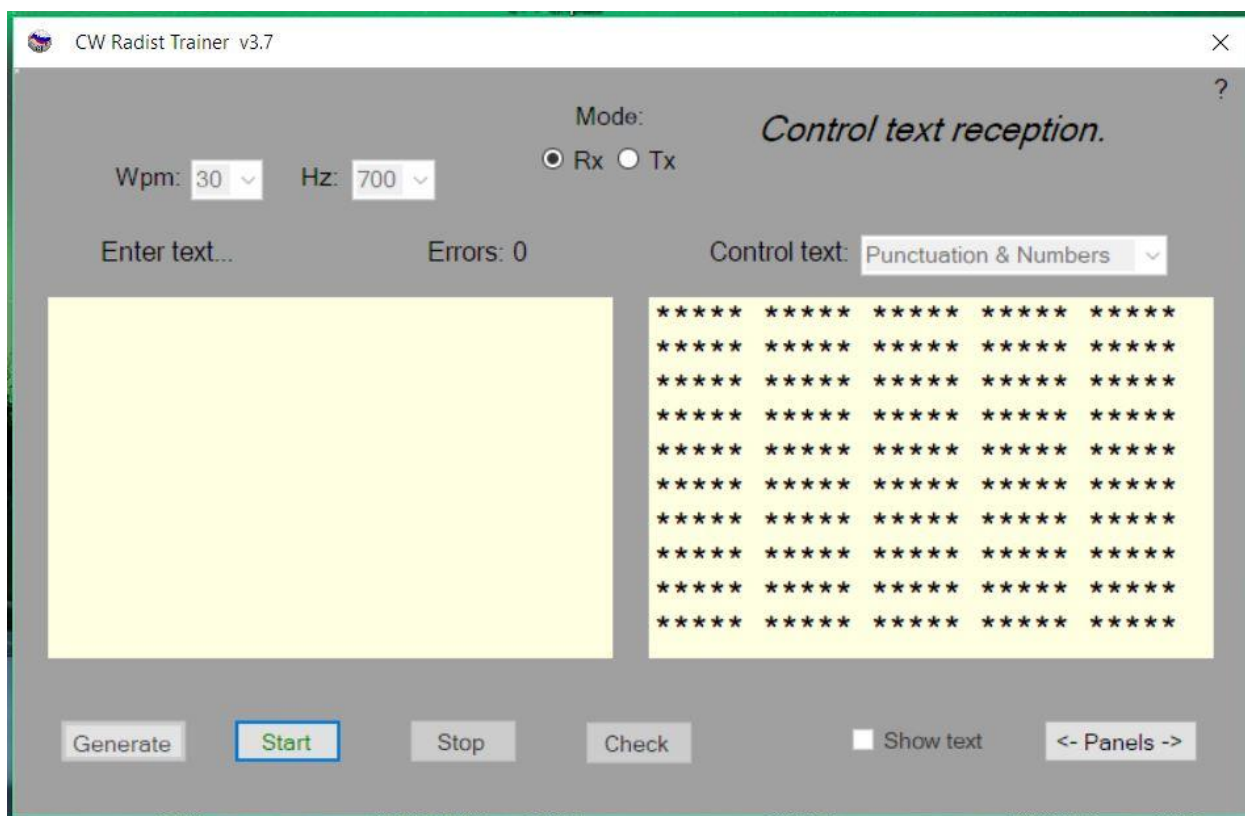 CW Radist Trainer v3.7
?
Mode:
Control text reception.
Wpm: 30 Hz: 700 Rx Tx
Enter text... Errors: 0 Control text: Punctuation & Numbers
***** ***** ***** ***** *****
***** ***** ***** ***** *****
***** ***** ***** ***** *****
***** ***** ***** ***** *****
***** ***** ***** ***** *****
***** ***** ***** ***** *****
***** ***** ***** ***** *****
***** ***** ***** ***** *****
***** ***** ***** ***** *****
***** ***** ***** ***** *****
Generate Start Stop Check Show text <- Panels ->